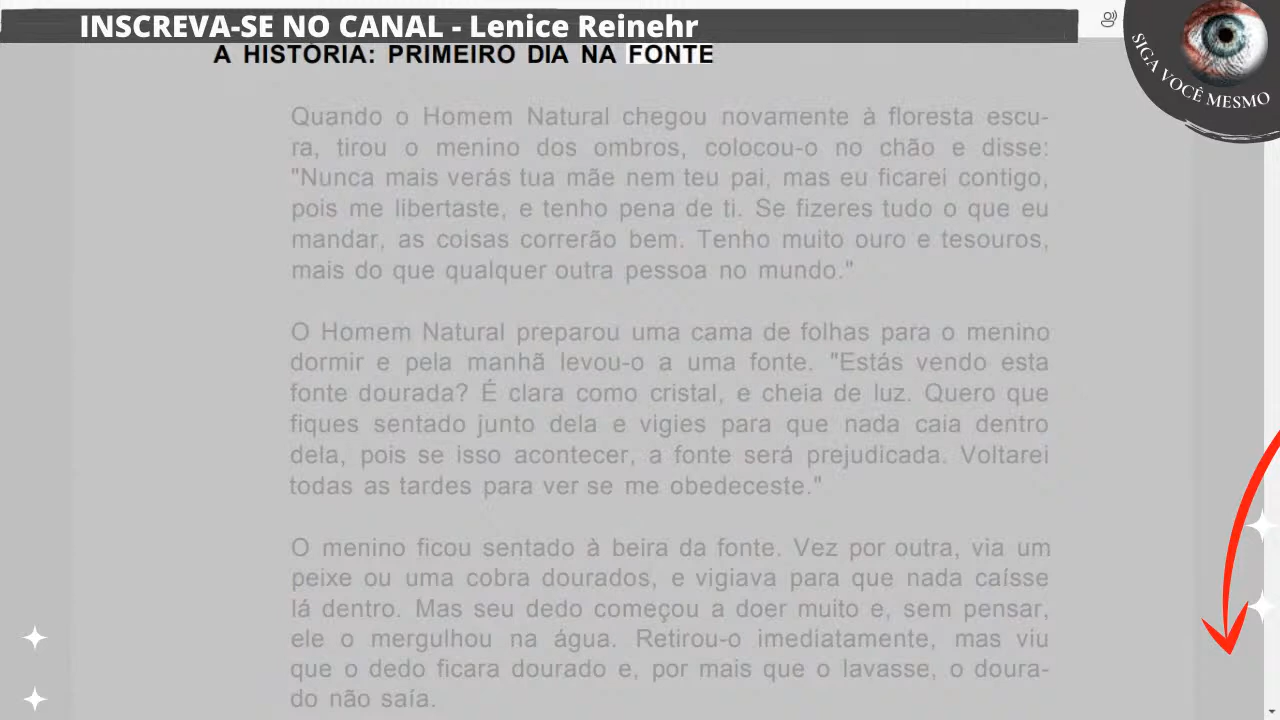 INSCREVA-SE NO CANAL - Lenice Reinehr
SIGA VOCÊ MESMO
A HISTÓRIA: PRIMEIRO DIA NA FONTE
Quando o Homem Natural chegou novamente à floresta escu-
ra, tirou o menino dos ombros, colocou-o no chão e disse:
"Nunca mais verás tua mãe nem teu pai, mas eu ficarei contigo,
pois me libertaste, e tenho pena de ti. Se fizeres tudo o que eu
mandar, as coisas correrão bem. Tenho muito ouro e tesouros,
mais do que qualquer outra pessoa no mundo."
O Homem Natural preparou uma cama de folhas para o menino
dormir e pela manhã levou-o a uma fonte. "Estás vendo esta
fonte dourada? É clara como cristal, e cheia de luz. Quero que
fiques sentado junto dela e vigies para que nada caia dentro
dela, pois se isso acontecer, a fonte será prejudicada. Voltarei
todas as tardes para ver se me obedeceste."
O menino ficou sentado à beira da fonte. Vez por outra, via um
peixe ou uma cobra dourados, e vigiava para que nada caísse
lá dentro. Mas seu dedo começou a doer muito e, sem pensar,
ele o mergulhou na água. Retirou-o imediatamente, mas viu
que o dedo ficara dourado e, por mais que o lavasse, o doura-
do não saía.